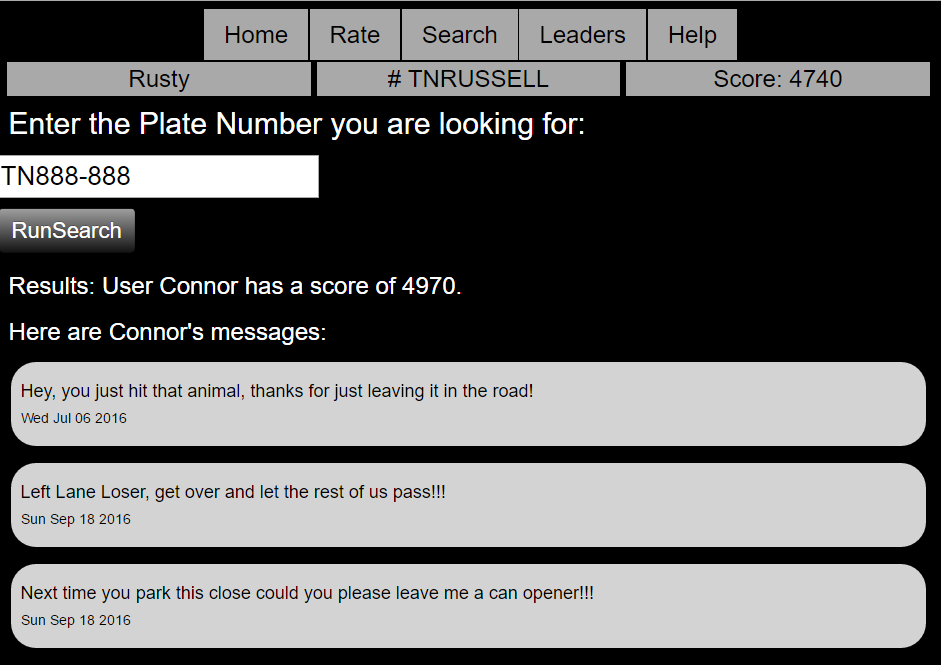 Home Rate Search Leaders Help
Rusty # TNRUSSELL Score: 4740
Enter the Plate Number you are looking for:
TN888-888
RunSearch
Results: User Connor has a score of 4970.
Here are Connor's messages:
Hey, you just hit that animal, thanks for just leaving it in the road!
Wed Jul 06 2016
Left Lane Loser, get over and let the rest of us pass!!!
Sun Sep 18 2016
Next time you park this close could you please leave me a can opener!!!
Sun Sep 18 2016